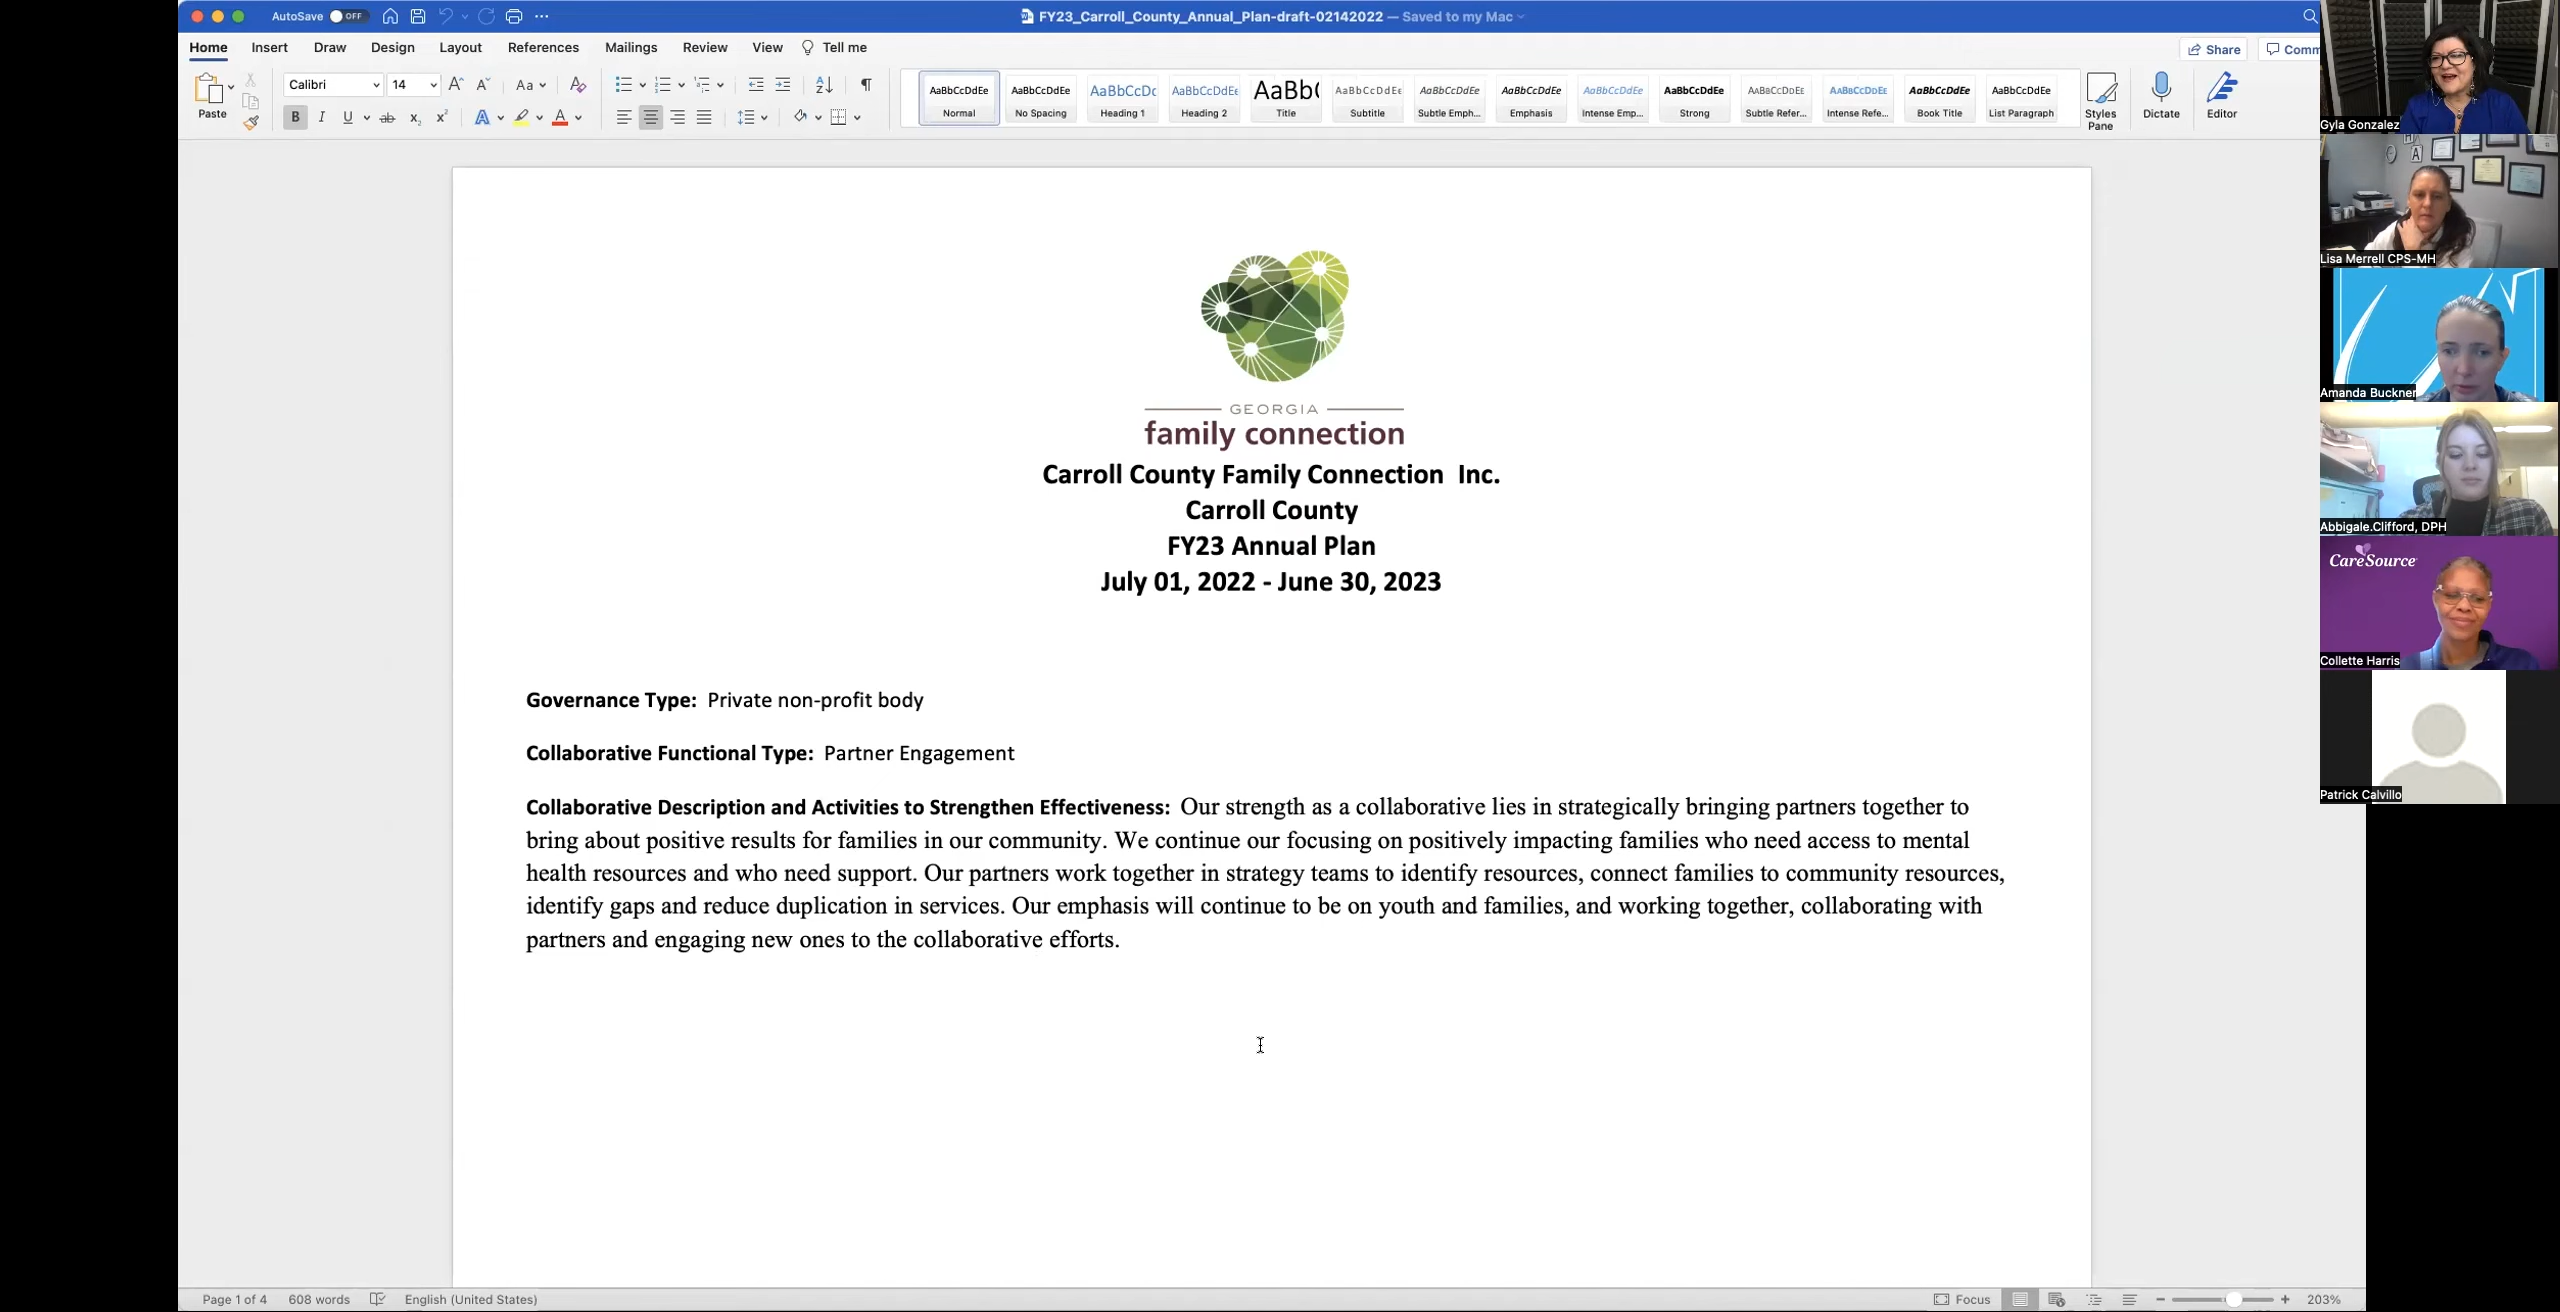 AutoSave OFF
FY23_Carroll_County_Annual_Plan-draft-02142022 — Saved to my Mac
Home Insert Draw Design Layout References Mailings Review View Tell me
Share Comm
Paste
Calibri 14
AaBbCcDdEe Normal
AaBbCcDdEe No Spacing
AaBbCcDc Heading 1
AaBbCcDdEe Heading 2
AaBb( Title
AaBbCcDdEe Subtitle
AaBbCcDdEe Subtle Emph...
AaBbCcDdEe Emphasis
AaBbCcDdEe Intense Emp...
AaBbCcDdEe Strong
AaBbCcDdEe Subtle Refer...
AaBbCcDdEe Intense Refe...
AaBbCcDdEe Book Title
AaBbCcDdEe List Paragraph
Styles Pane
Dictate
Editor
GEORGIA
family connection
Carroll County Family Connection Inc.
Carroll County
FY23 Annual Plan
July 01, 2022 - June 30, 2023
Governance Type: Private non-profit body
Collaborative Functional Type: Partner Engagement
Collaborative Description and Activities to Strengthen Effectiveness: Our strength as a collaborative lies in strategically bringing partners together to
bring about positive results for families in our community. We continue our focusing on positively impacting families who need access to mental
health resources and who need support. Our partners work together in strategy teams to identify resources, connect families to community resources,
identify gaps and reduce duplication in services. Our emphasis will continue to be on youth and families, and working together, collaborating with
partners and engaging new ones to the collaborative efforts.
Page 1 of 4 608 words English (United States)
Focus 203%
Gyla Gonzalez
Lisa Merrell CPS-MH
Amanda Buckner
Abbigale.Clifford, DPH
CareSource
Collette Harris
Patrick Calvillo